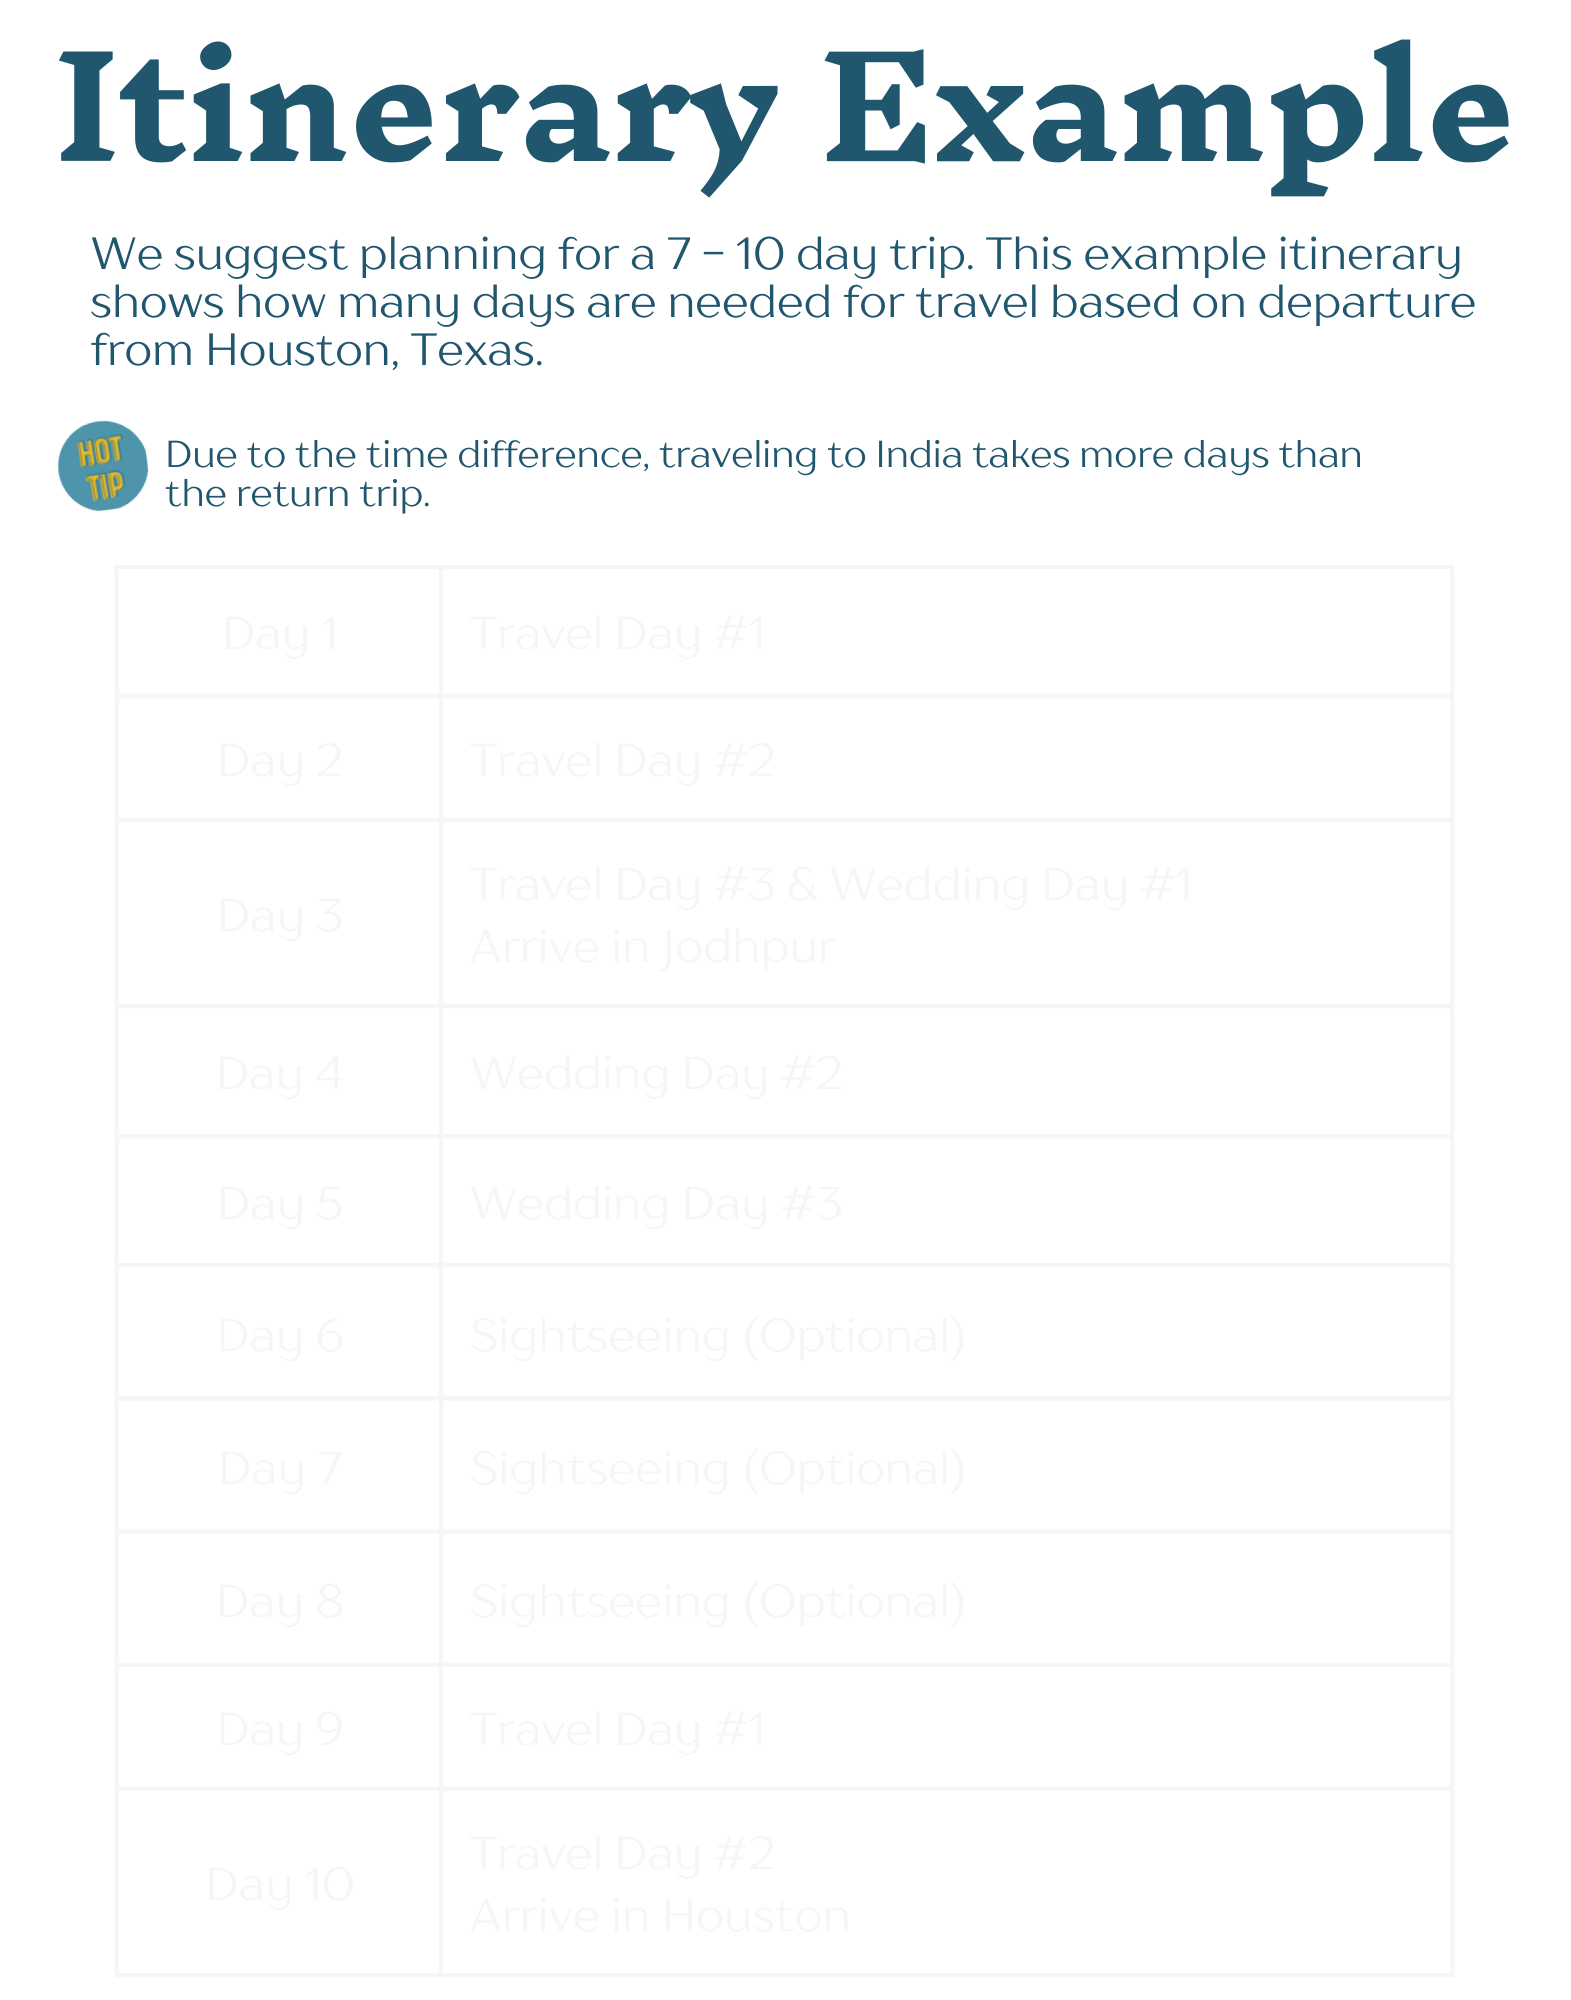 Itinerary Example
We suggest planning for a 7 – 10 day trip. This example itinerary
shows how many days are needed for travel based on departure
from Houston, Texas.
HOT
TIP
Due to the time difference, traveling to India takes more days than
the return trip.
Day 1 Travel Day #1
Day 2 Travel Day #2
Day 3 Travel Day #3 & Wedding Day #1
Arrive in Jodhpur
Day 4 Wedding Day #2
Day 5 Wedding Day #3
Day 6 Sightseeing (Optional)
Day 7 Sightseeing (Optional)
Day 8 Sightseeing (Optional)
Day 9 Travel Day #1
Day 10 Travel Day #2
Arrive in Houston